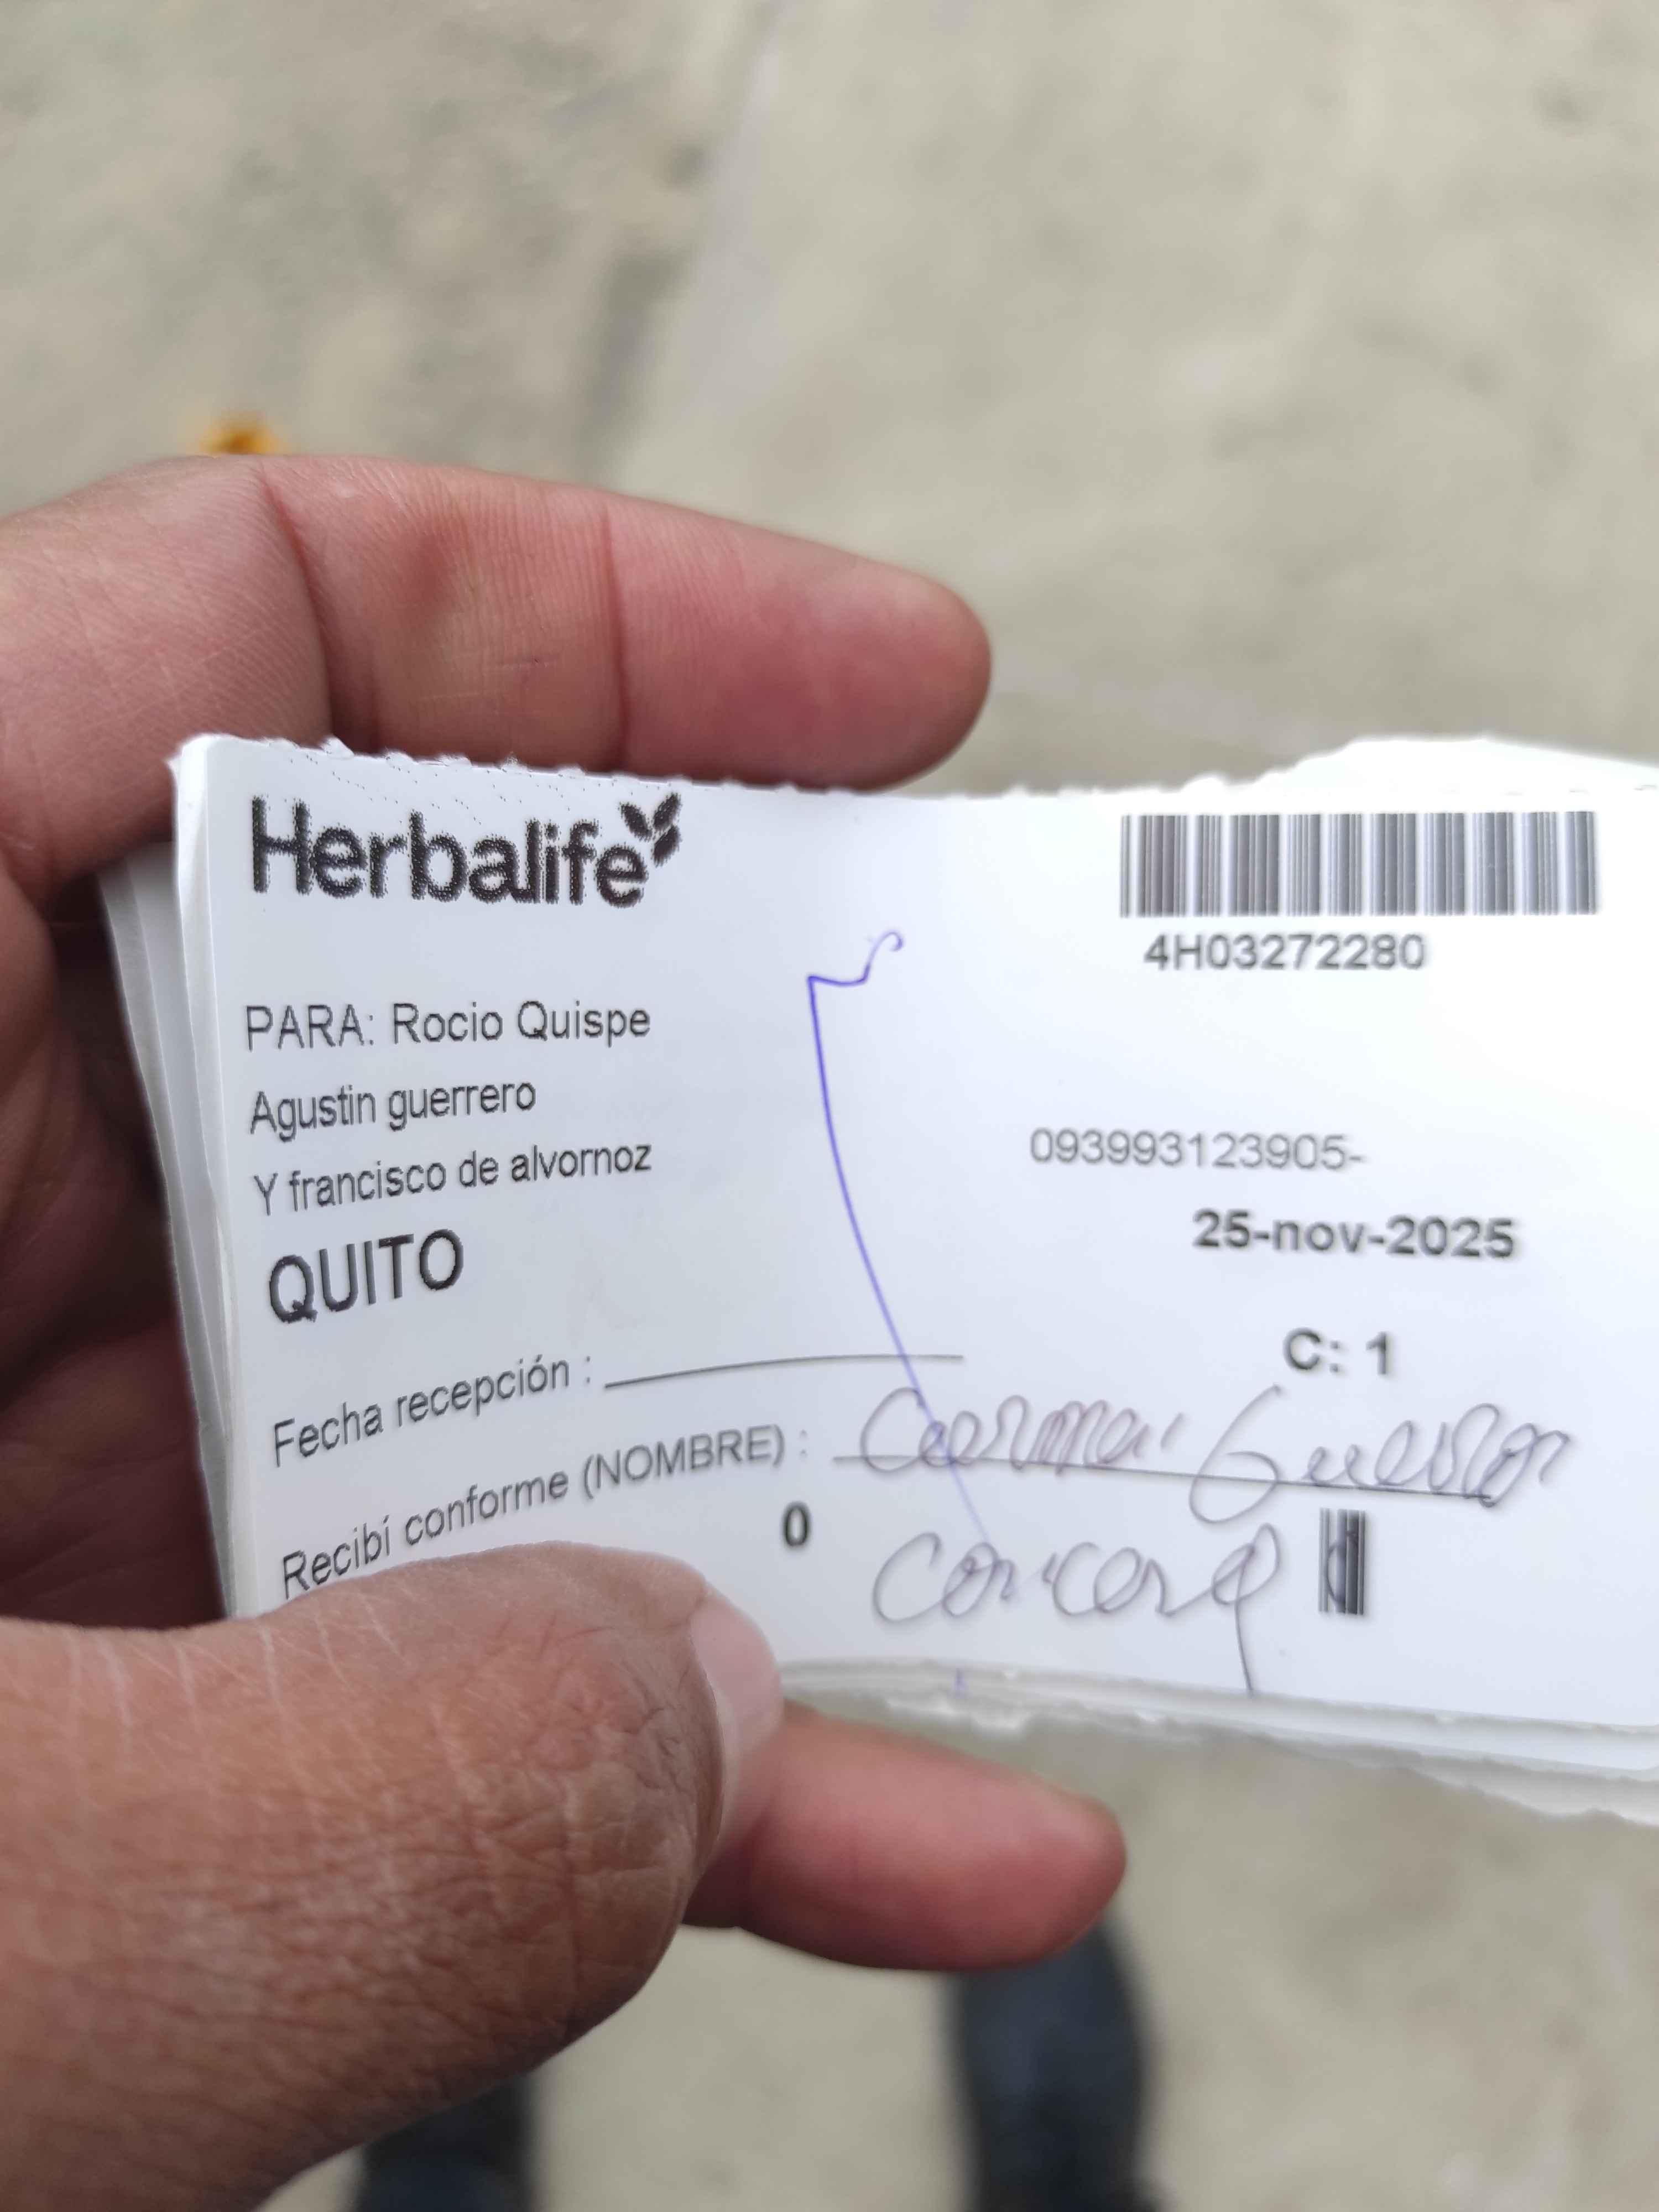 Herbalife
4H03272280
PARA: Rocio Quispe
Agustin guerrero
Y francisco de alvornoz
093993123905-
QUITO
25-nov-2025
C: 1
Fecha recepción :
Recibí conforme (NOMBRE) :
0